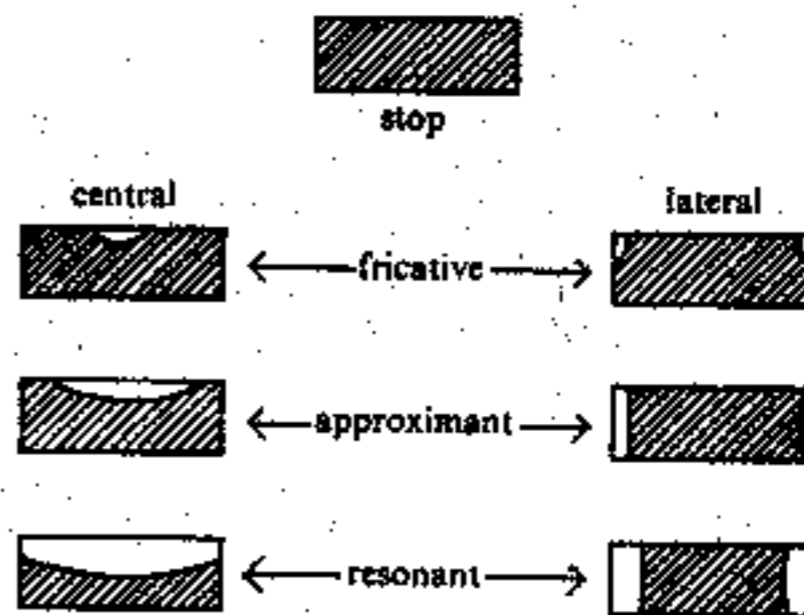 stop
central
lateral
fricative
approximant
resonant